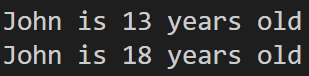 John is 13 years old
John is 18 years old